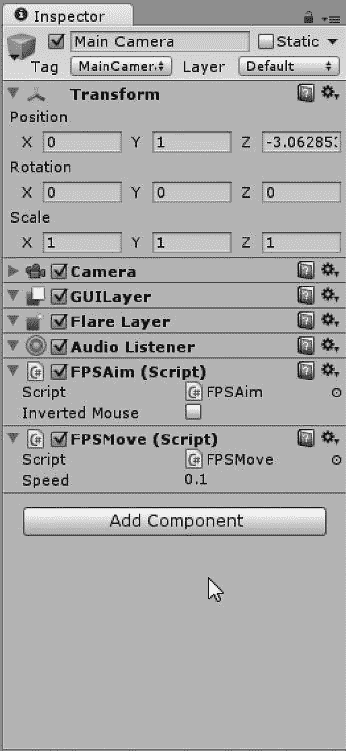 Inspector
Main Camera Static
Tag MainCamer Layer Default
Transform
Position
X 0 Y 1 Z -3.062853
Rotation
X 0 Y 0 Z 0
Scale
X 1 Y 1 Z 1
Camera
GUILayer
Flare Layer
Audio Listener
FPSAim (Script)
Script C# FPSAim
Inverted Mouse
FPSMove (Script)
Script C# FPSMove
Speed 0.1
Add Component